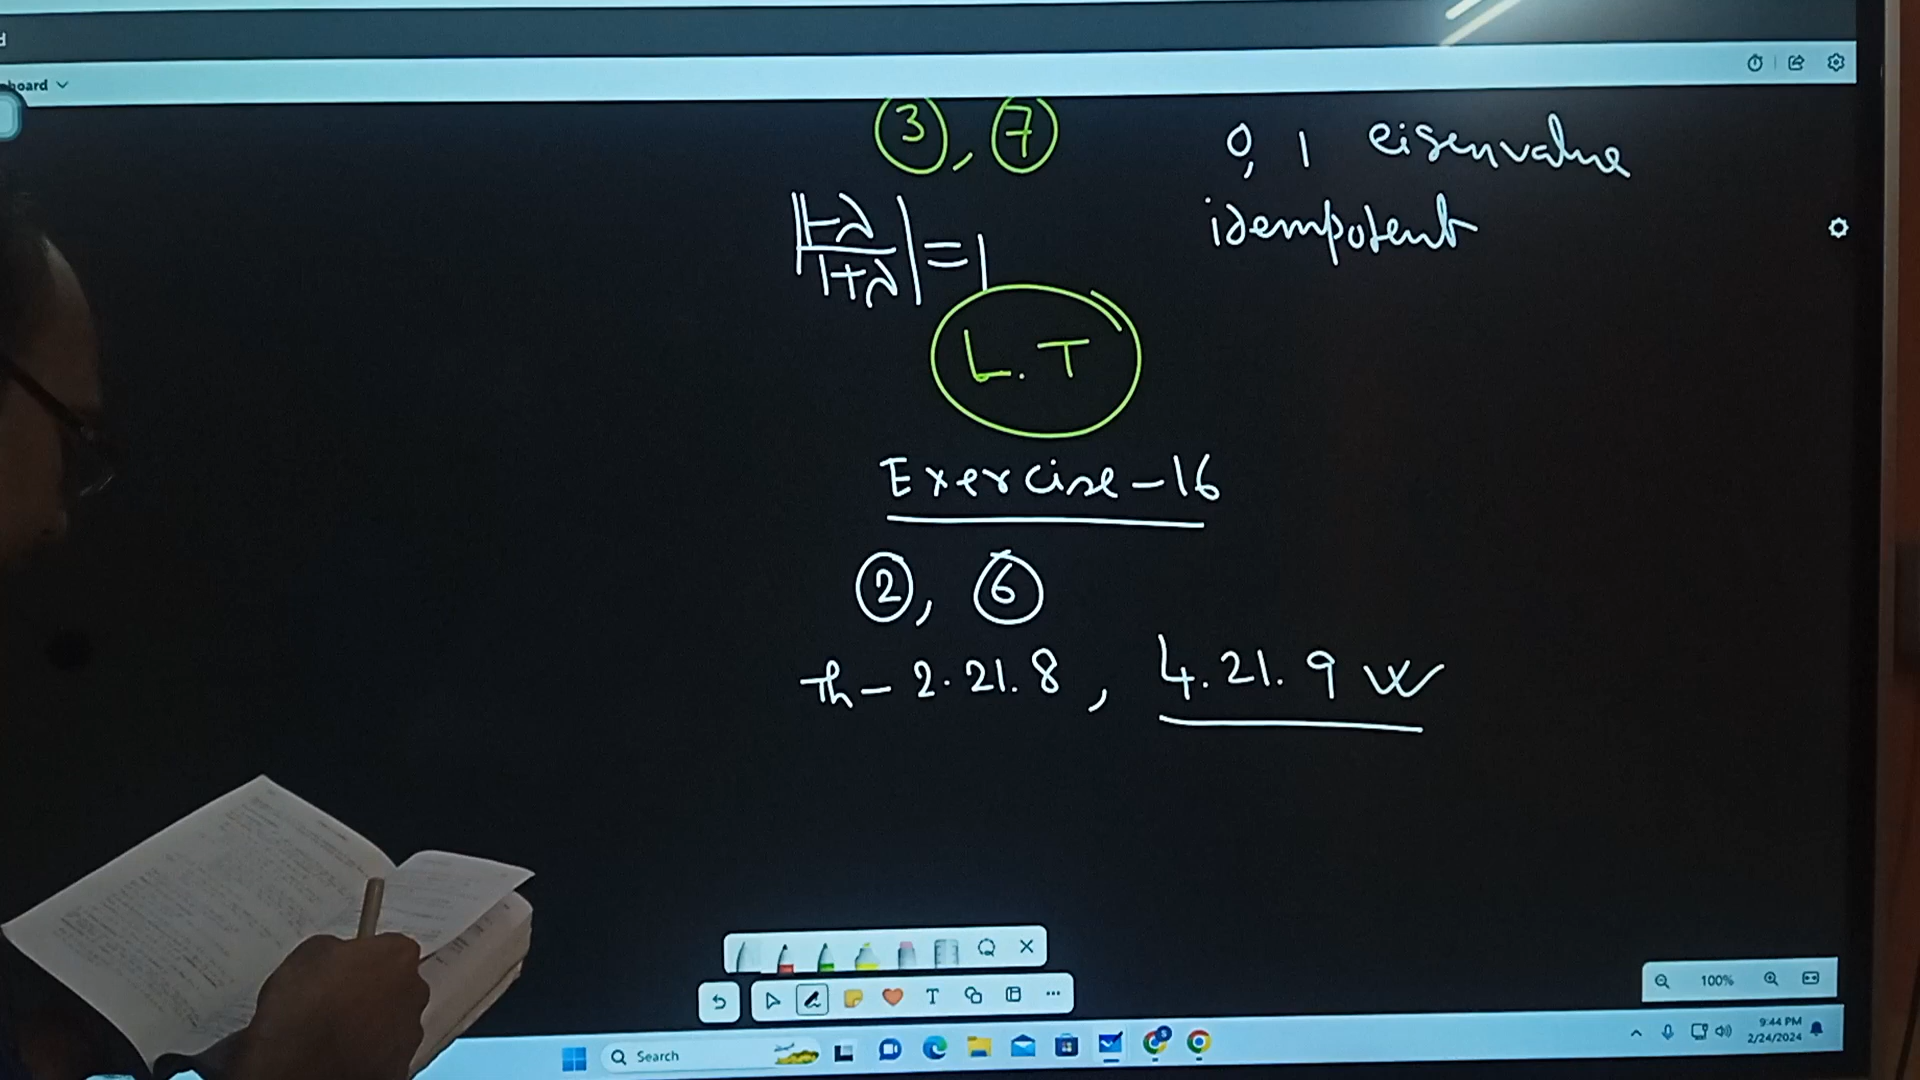 board
3, 7
0, 1 eigenvalue
idempotent
|1-λ/1+λ|=1
L.T
Exercise-16
2, 6
Th- 2.21.8, 4.21.9 W
100%
Search
9:44 PM
2/24/2024